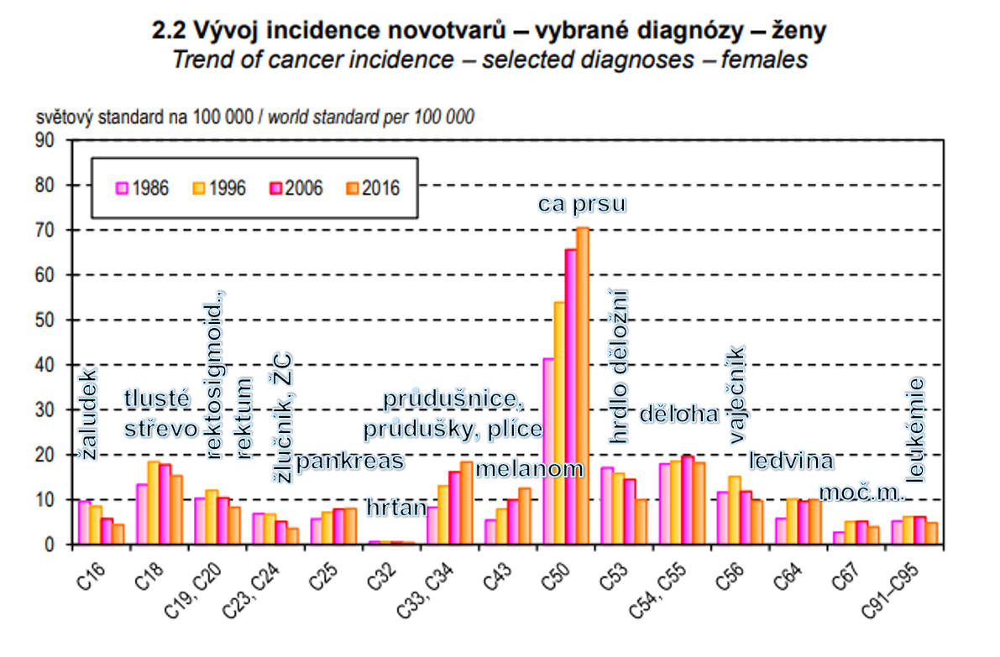 2.2 Vývoj incidence novotvarů – vybrané diagnózy – ženy
Trend of cancer incidence – selected diagnoses – females
světový standard na 100 000 / world standard per 100 000
90
80
70
60
50
40
30
20
10
0
1986 1996 2006 2016
žaludek
tlusté
střevo
rektosigmoid.,
rektum
žlučník, ŽC
pankreas
hrtan
průdušnice,
průdušky, plíce
melanom
ca prsu
hrdlo děložní
děloha
vaječník
ledvina
moč.m.
leukémie
C16
C18
C19, C20
C23, C24
C25
C32
C33, C34
C43
C50
C53
C54, C55
C56
C64
C67
C91–C95